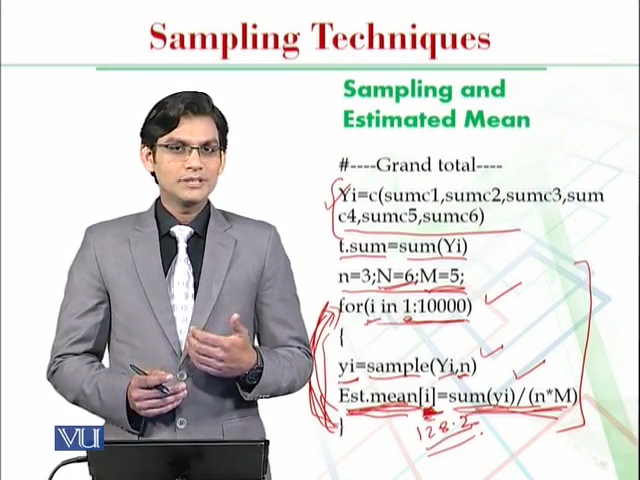 Sampling Techniques
Sampling and
Estimated Mean
#----Grand total----
Yi=c(sumc1,sumc2,sumc3,sum
c4,sumc5,sumc6)
t.sum=sum(Yi)
n=3;N=6;M=5;
for(i in 1:10000)
{
yi=sample(Yi,n)
Est.mean[i]=sum(yi)/(n*M)
}
128.2
VU